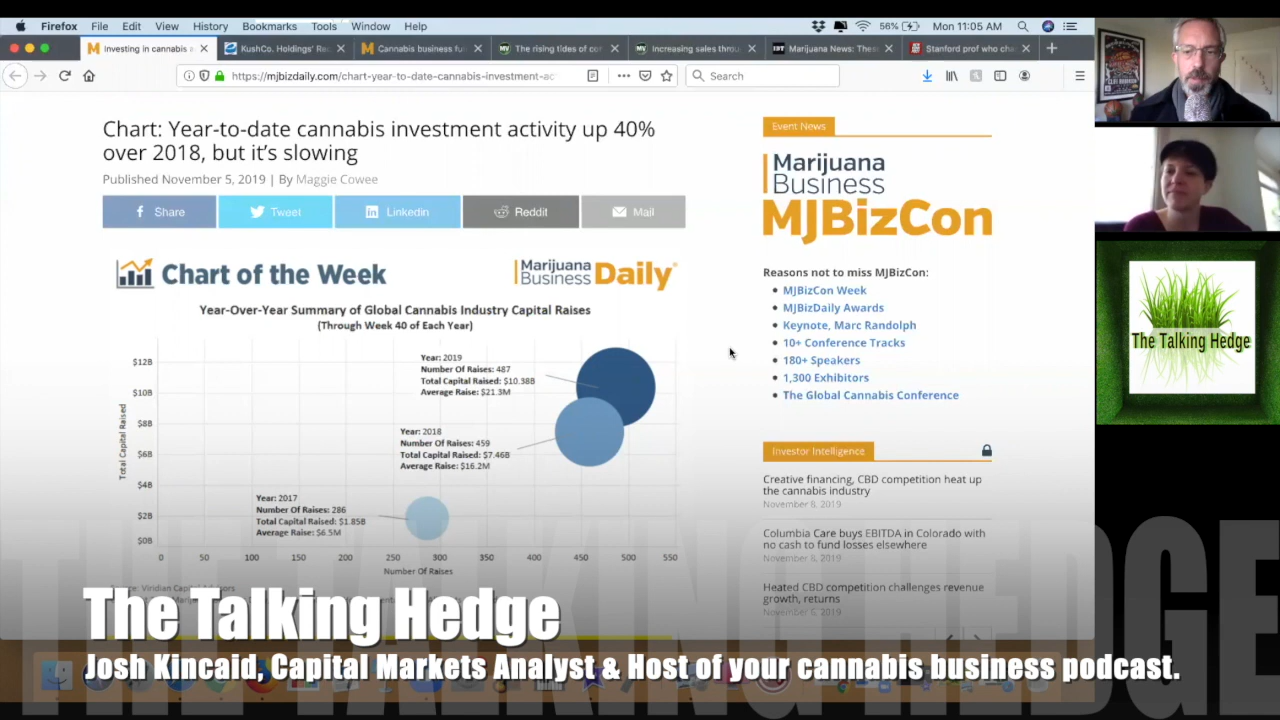 Firefox File Edit View History Bookmarks Tools Window Help
56% Mon 11:05 AM
Investing in cannabis a
KushCo. Holdings' Rec
Cannabis business fu
The rising tides of cor
Increasing sales throu
Marijuana News: These
Stanford prof who cha
https://mjbizdaily.com/chart-year-to-date-cannabis-investment-ac
Search
Chart: Year-to-date cannabis investment activity up 40%
over 2018, but it's slowing
Published November 5, 2019 | By Maggie Cowee
Share
Tweet
Linkedin
Reddit
Mail
Chart of the Week
Marijuana
Business Daily
Year-Over-Year Summary of Global Cannabis Industry Capital Raises
(Through Week 40 of Each Year)
Total Capital Raised
$12B
$10B
$8B
$6B
$4B
$2B
$0B
Year: 2019
Number Of Raises: 487
Total Capital Raised: $10.38B
Average Raise: $21.3M
Year: 2018
Number Of Raises: 459
Total Capital Raised: $7.46B
Average Raise: $16.2M
Year: 2017
Number Of Raises: 286
Total Capital Raised: $1.85B
Average Raise: $6.5M
0 50 100 150 200 250 300 350 400 450 500 550
Number Of Raises
Source: Viridian Capital Advisors
Event News
Marijuana
Business
MJBizCon
Reasons not to miss MJBizCon:
MJBizCon Week
MJBizDaily Awards
Keynote, Marc Randolph
10+ Conference Tracks
180+ Speakers
1,300 Exhibitors
The Global Cannabis Conference
Investor Intelligence
Creative financing, CBD competition heat up
the cannabis industry
November 8, 2019
Columbia Care buys EBITDA in Colorado with
no cash to fund losses elsewhere
November 8, 2019
Heated CBD competition challenges revenue
growth, returns
November 6, 2019
The Talking Hedge
THE TALKING HEDGE
The Talking Hedge
Josh Kincaid, Capital Markets Analyst & Host of your cannabis business podcast.